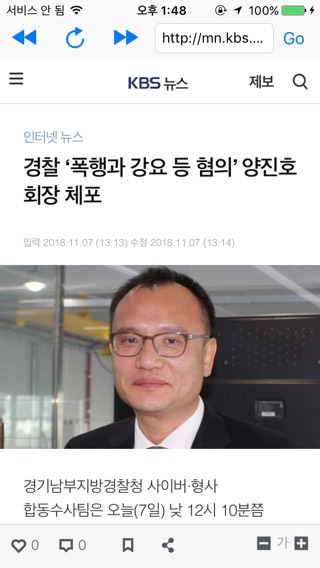 서비스 안 됨 오후 1:48 100%
http://mn.kbs.... Go
KBS 뉴스 제보
인터넷 뉴스
경찰 ‘폭행과 강요 등 혐의’ 양진호
회장 체포
입력 2018.11.07 (13:13) 수정 2018.11.07 (13:14)
경기남부지방경찰청 사이버·형사
합동수사팀은 오늘(7일) 낮 12시 10분쯤
0 0 가